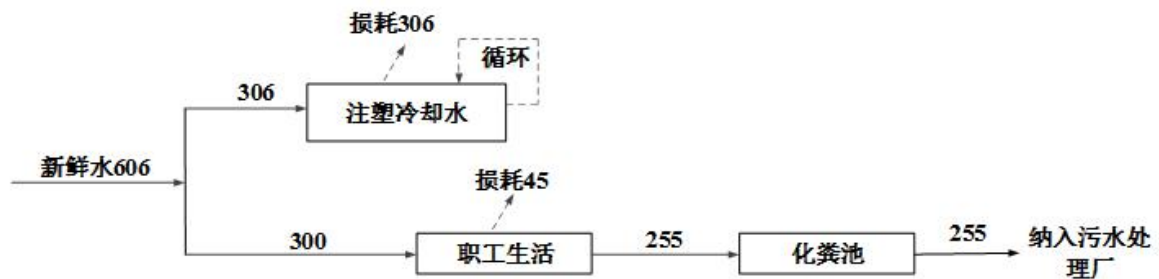 损耗306
循环
306
注塑冷却水
新鲜水606
损耗45
300
职工生活
255
化粪池
255
纳入污水处
理厂